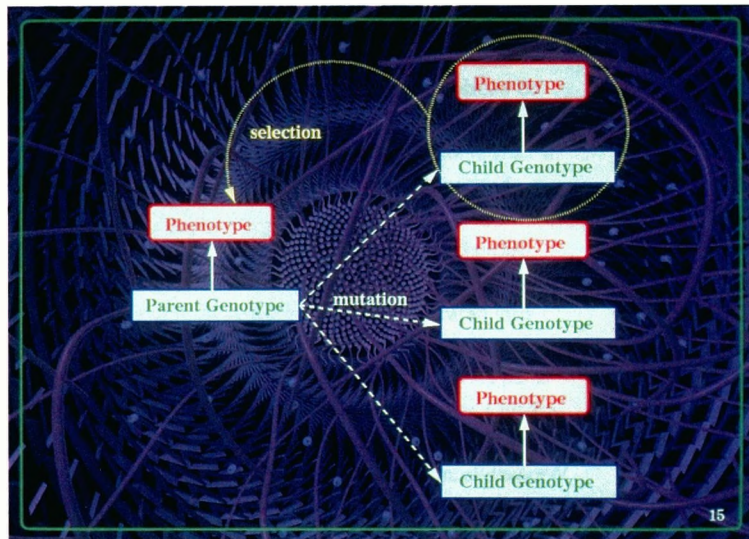 Phenotype
selection
Child Genotype
Phenotype
Phenotype
Parent Genotype
mutation
Child Genotype
Phenotype
Child Genotype
15